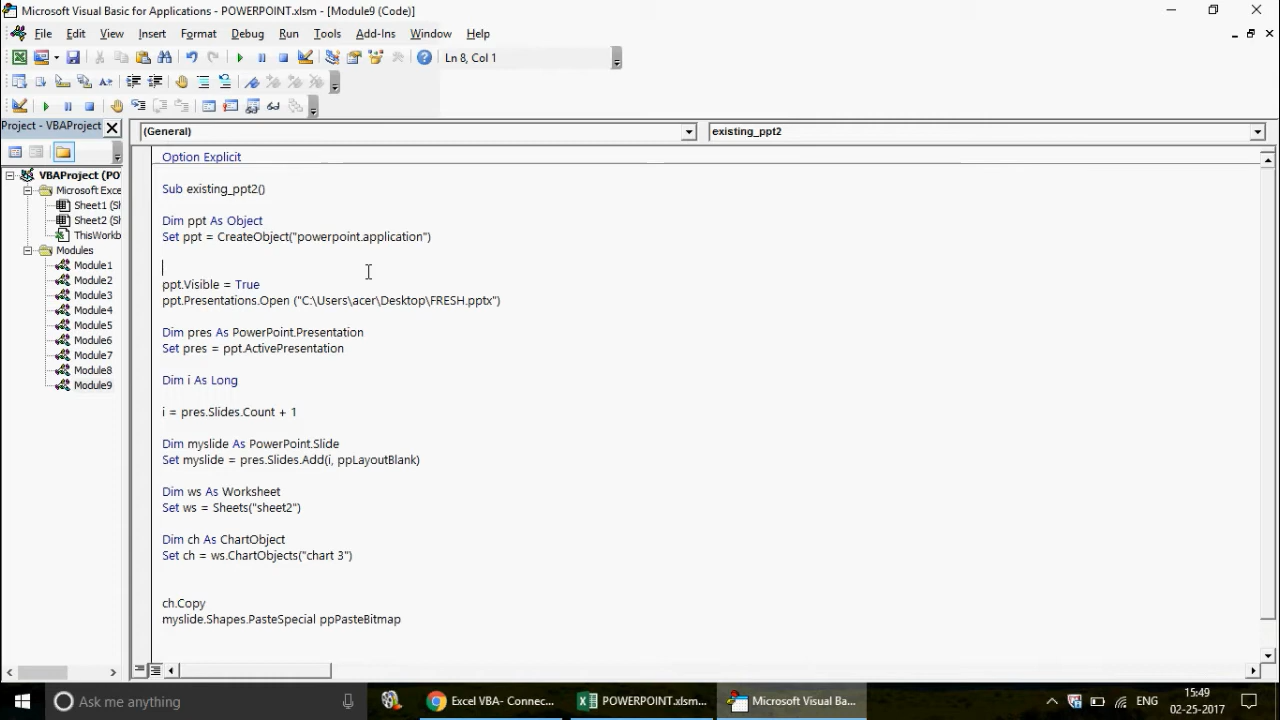 Microsoft Visual Basic for Applications - POWERPOINT.xlsm - [Module9 (Code)]
File Edit View Insert Format Debug Run Tools Add-Ins Window Help
Ln 8, Col 1
Project - VBAProject
(General)
existing_ppt2
VBAProject (PO
Microsoft Exce
Sheet1 (Sh
Sheet2 (Sh
ThisWorkb
Modules
Module1
Module2
Module3
Module4
Module5
Module6
Module7
Module8
Module9
Option Explicit
Sub existing_ppt2()
Dim ppt As Object
Set ppt = CreateObject("powerpoint.application")
ppt.Visible = True
ppt.Presentations.Open ("C:\Users\acer\Desktop\FRESH.pptx")
Dim pres As PowerPoint.Presentation
Set pres = ppt.ActivePresentation
Dim i As Long
i = pres.Slides.Count + 1
Dim myslide As PowerPoint.Slide
Set myslide = pres.Slides.Add(i, ppLayoutBlank)
Dim ws As Worksheet
Set ws = Sheets("sheet2")
Dim ch As ChartObject
Set ch = ws.ChartObjects("chart 3")
ch.Copy
myslide.Shapes.PasteSpecial ppPasteBitmap
Ask me anything
Excel VBA- Connec...
POWERPOINT.xlsm...
Microsoft Visual Ba...
ENG
15:49
02-25-2017